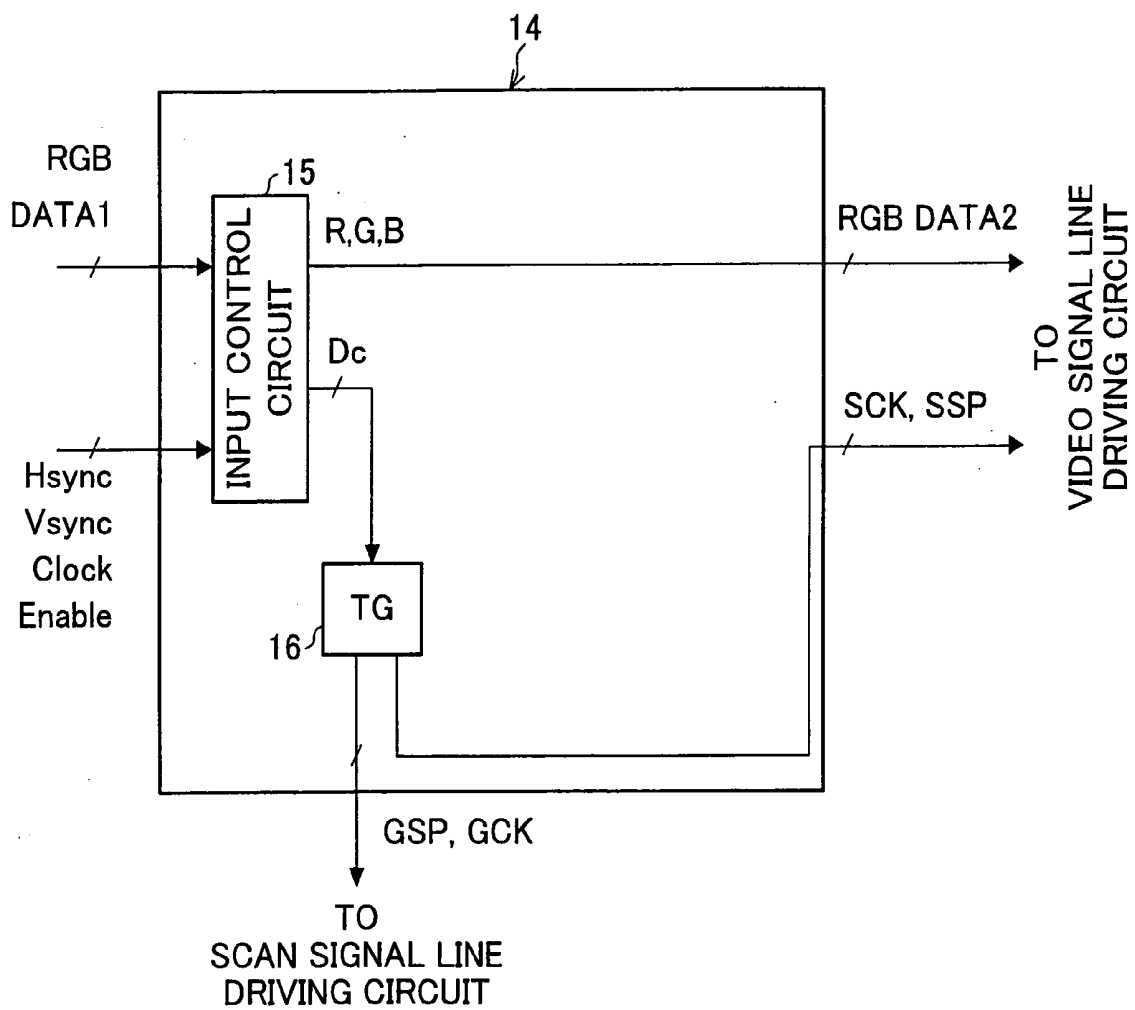 14
RGB
DATA1
15
INPUT CONTROL
CIRCUIT
R,G,B
RGB DATA2
Dc
SCK, SSP
TO
VIDEO SIGNAL LINE
DRIVING CIRCUIT
Hsync
Vsync
Clock
Enable
TG
16
GSP, GCK
TO
SCAN SIGNAL LINE
DRIVING CIRCUIT